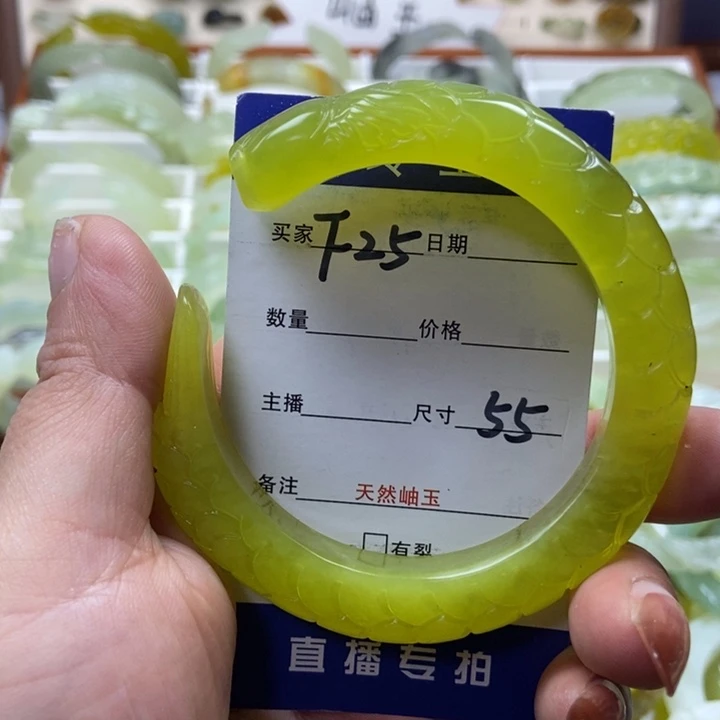 买家 F25 日期
数量 价格
主播 尺寸 55
备注 天然岫玉
有裂
直播专拍